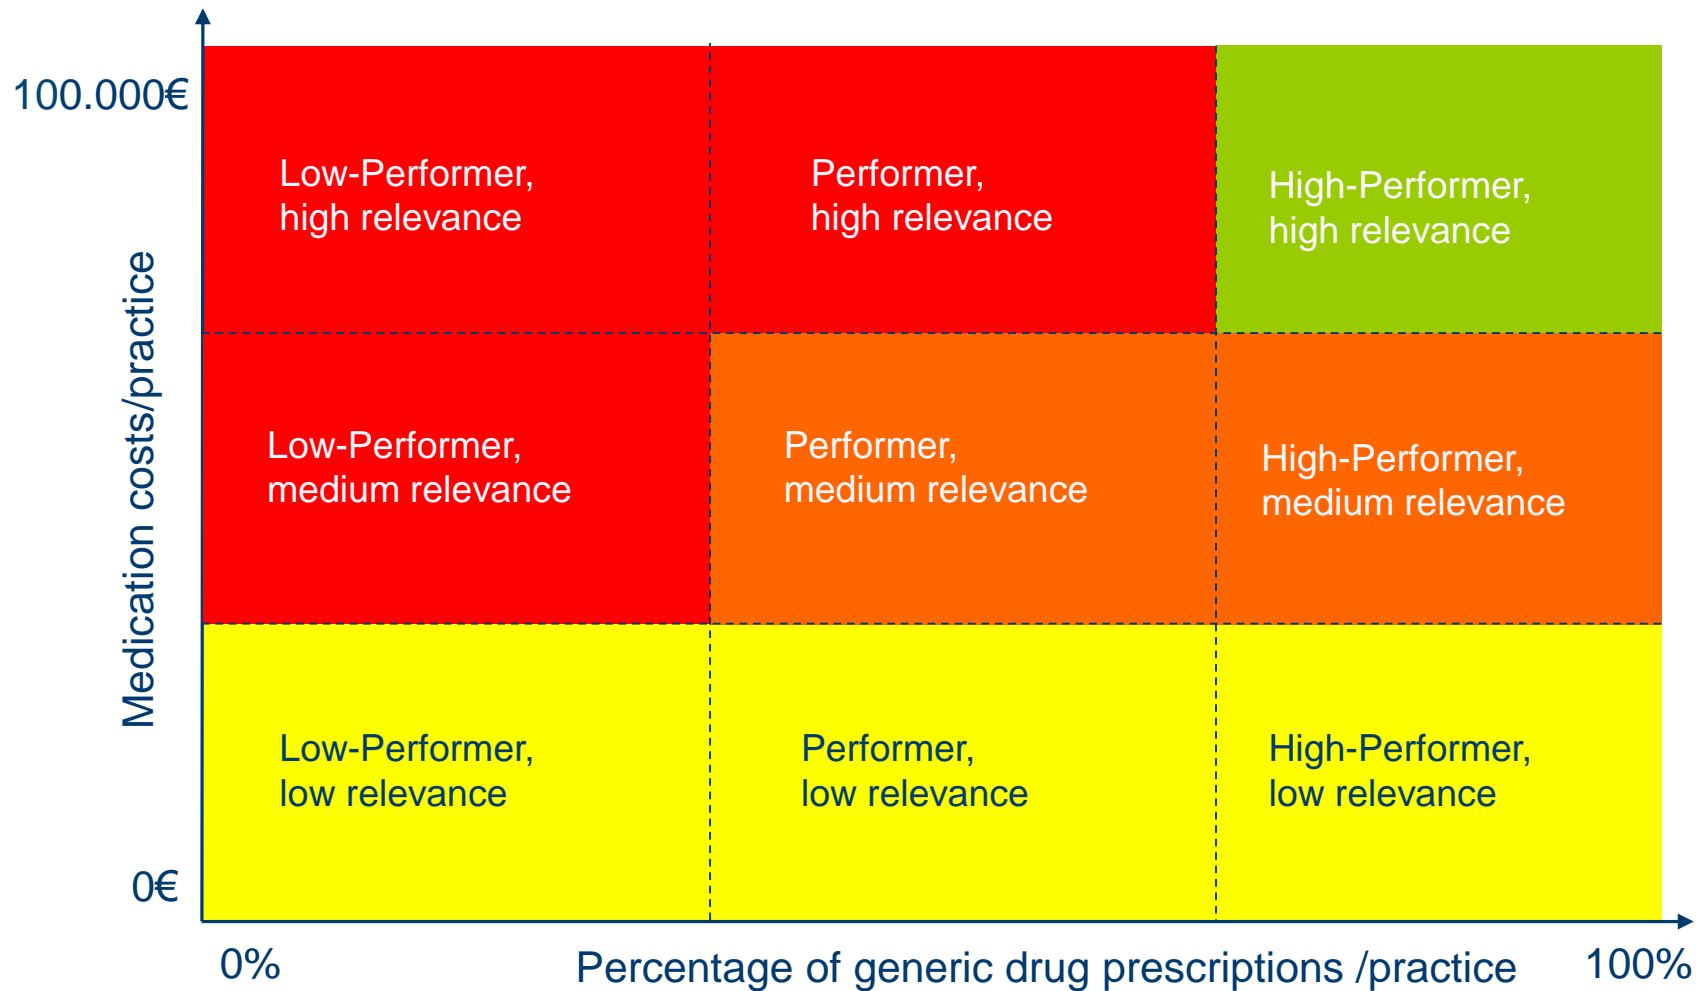 100.000€
Medication costs/practice
0€
Low-Performer,
high relevance
Performer,
high relevance
High-Performer,
high relevance
Low-Performer,
medium relevance
Performer,
medium relevance
High-Performer,
medium relevance
Low-Performer,
low relevance
Performer,
low relevance
High-Performer,
low relevance
0%
Percentage of generic drug prescriptions /practice
100%